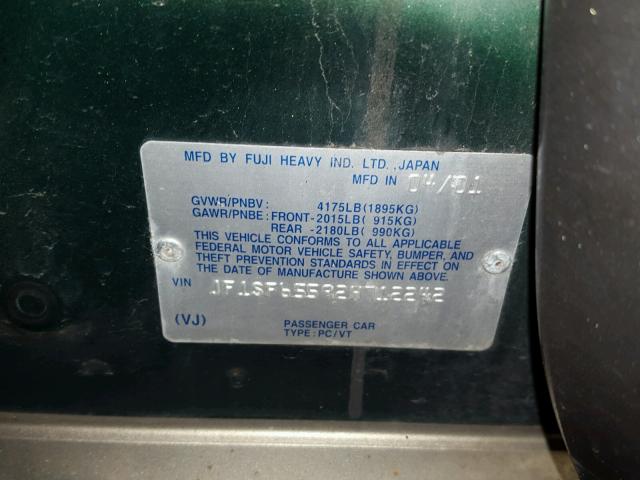 MFD BY FUJI HEAVY IND. LTD.,JAPAN
MFD IN 04/01
GVWR/PNBV: 4175LB(1895KG)
GAWR/PNBE: FRONT-2015LB( 915KG)
REAR -2180LB( 990KG)
THIS VEHICLE CONFORMS TO ALL APPLICABLE
FEDERAL MOTOR VEHICLE SAFETY, BUMPER, AND
THEFT PREVENTION STANDARDS IN EFFECT ON
THE DATE OF MANUFACTURE SHOWN ABOVE.
VIN JF1SF65592H712242
(VJ) PASSENGER CAR
TYPE:PC/VT